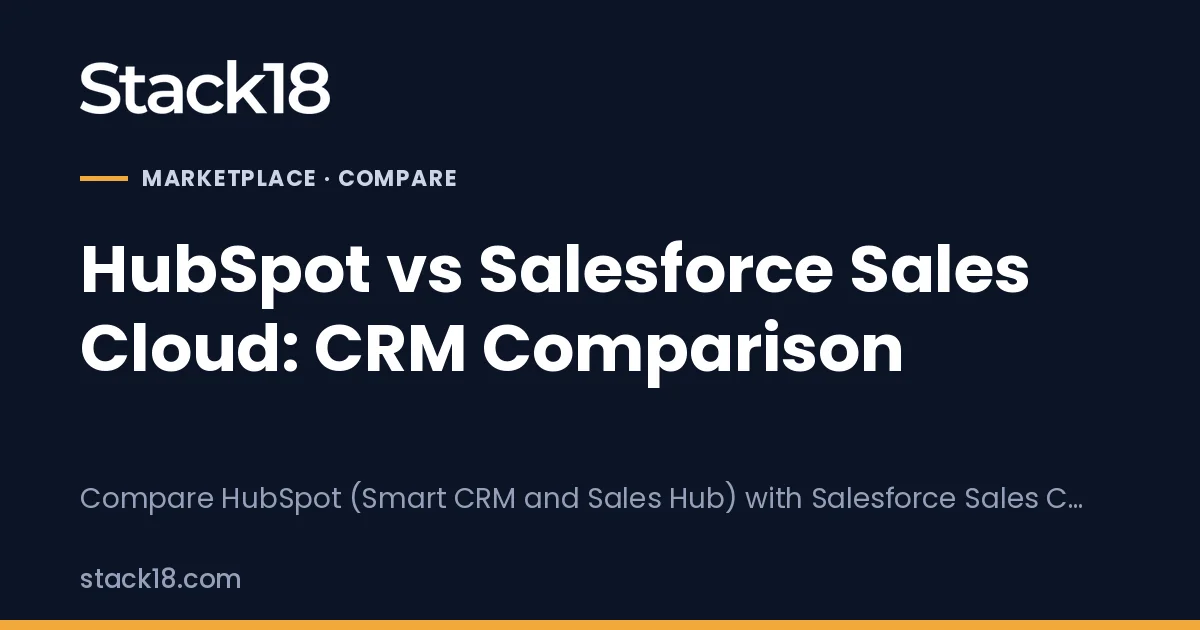 Stack18
MARKETPLACE · COMPARE
HubSpot vs Salesforce Sales
Cloud: CRM Comparison
Compare HubSpot (Smart CRM and Sales Hub) with Salesforce Sales C...
stack18.com